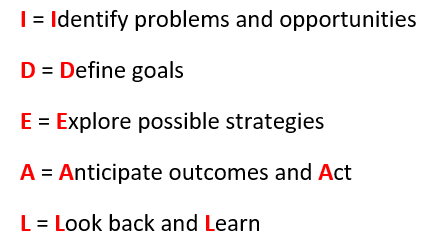 I = Identify problems and opportunities
D = Define goals
E = Explore possible strategies
A = Anticipate outcomes and Act
L = Look back and Learn